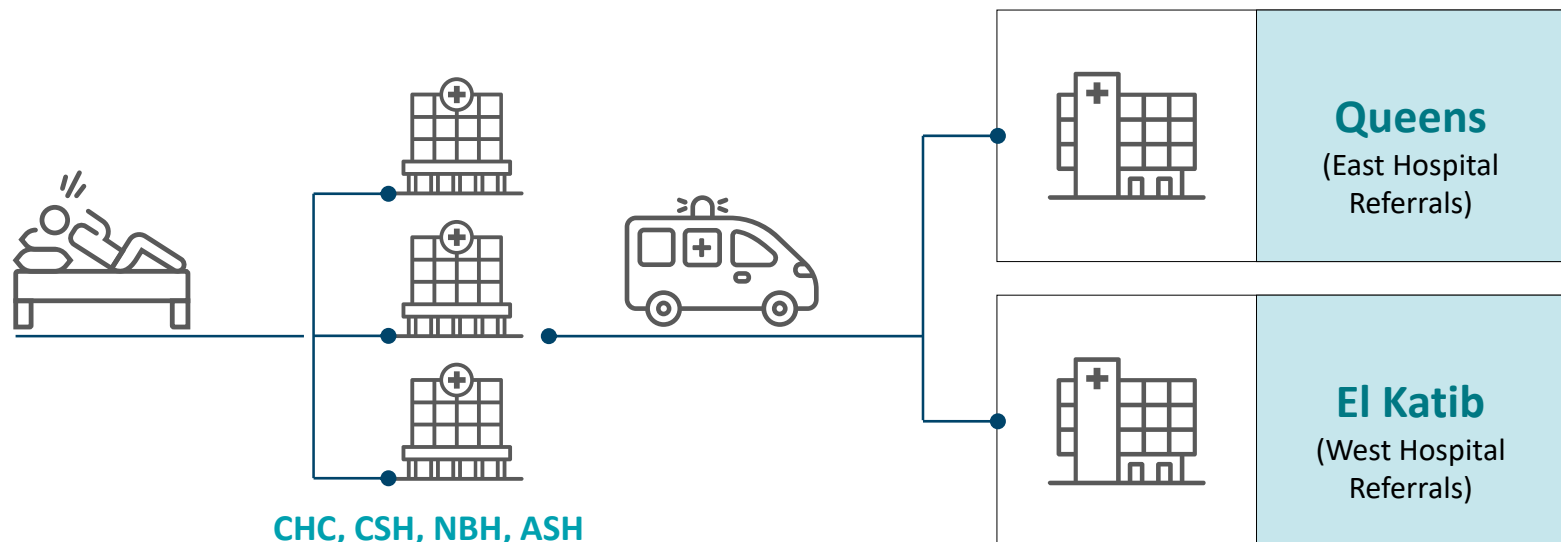 Queens
(East Hospital
Referrals)
El Katib
(West Hospital
Referrals)
CHC, CSH, NBH, ASH